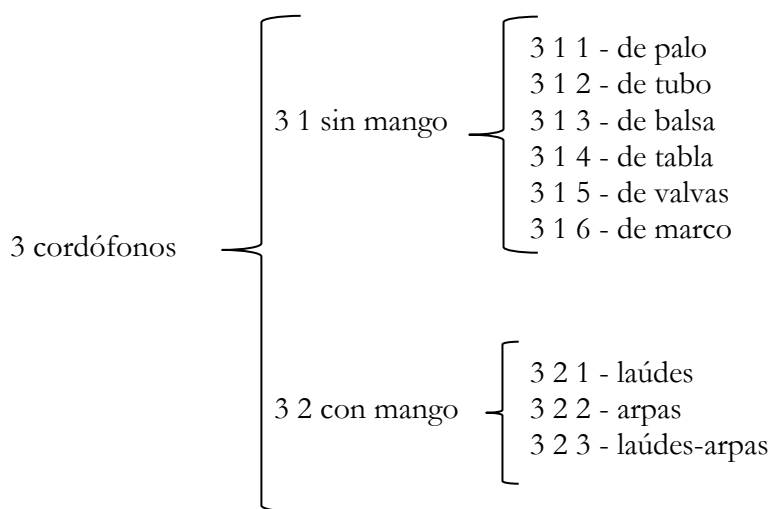 3 cordófonos
3 1 sin mango
3 1 1 - de palo
3 1 2 - de tubo
3 1 3 - de balsa
3 1 4 - de tabla
3 1 5 - de valvas
3 1 6 - de marco
3 2 con mango
3 2 1 - laúdes
3 2 2 - arpas
3 2 3 - laúdes-arpas